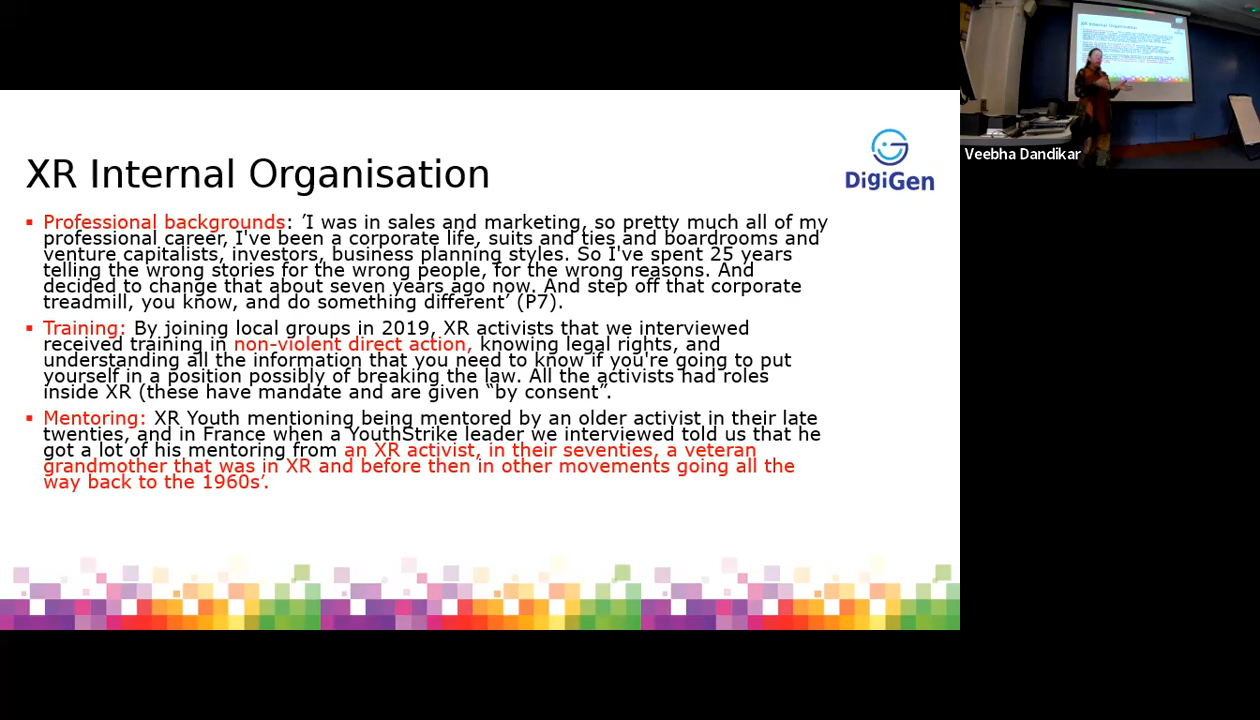 XR Internal Organisation
DigiGen
▪ Professional backgrounds: ‘I was in sales and marketing, so pretty much all of my
professional career, I've been a corporate life, suits and ties and boardrooms and
venture capitalists, investors, business planning styles. So I've spent 25 years
telling the wrong stories for the wrong people, for the wrong reasons. And
decided to change that about seven years ago now. And step off that corporate
treadmill, you know, and do something different’ (P7).
▪ Training: By joining local groups in 2019, XR activists that we interviewed
received training in non-violent direct action, knowing legal rights, and
understanding all the information that you need to know if you're going to put
yourself in a position possibly of breaking the law. All the activists had roles
inside XR (these have mandate and are given “by consent”.
▪ Mentoring: XR Youth mentioning being mentored by an older activist in their late
twenties, and in France when a YouthStrike leader we interviewed told us that he
got a lot of his mentoring from an XR activist, in their seventies, a veteran
grandmother that was in XR and before then in other movements going all the
way back to the 1960s’.
Veebha Dandikar
XR Internal Organisation